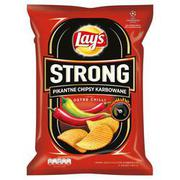 Lay's
STRONG
PIKANTNE CHIPSY KARBOWANE
OSTRE CHILLI